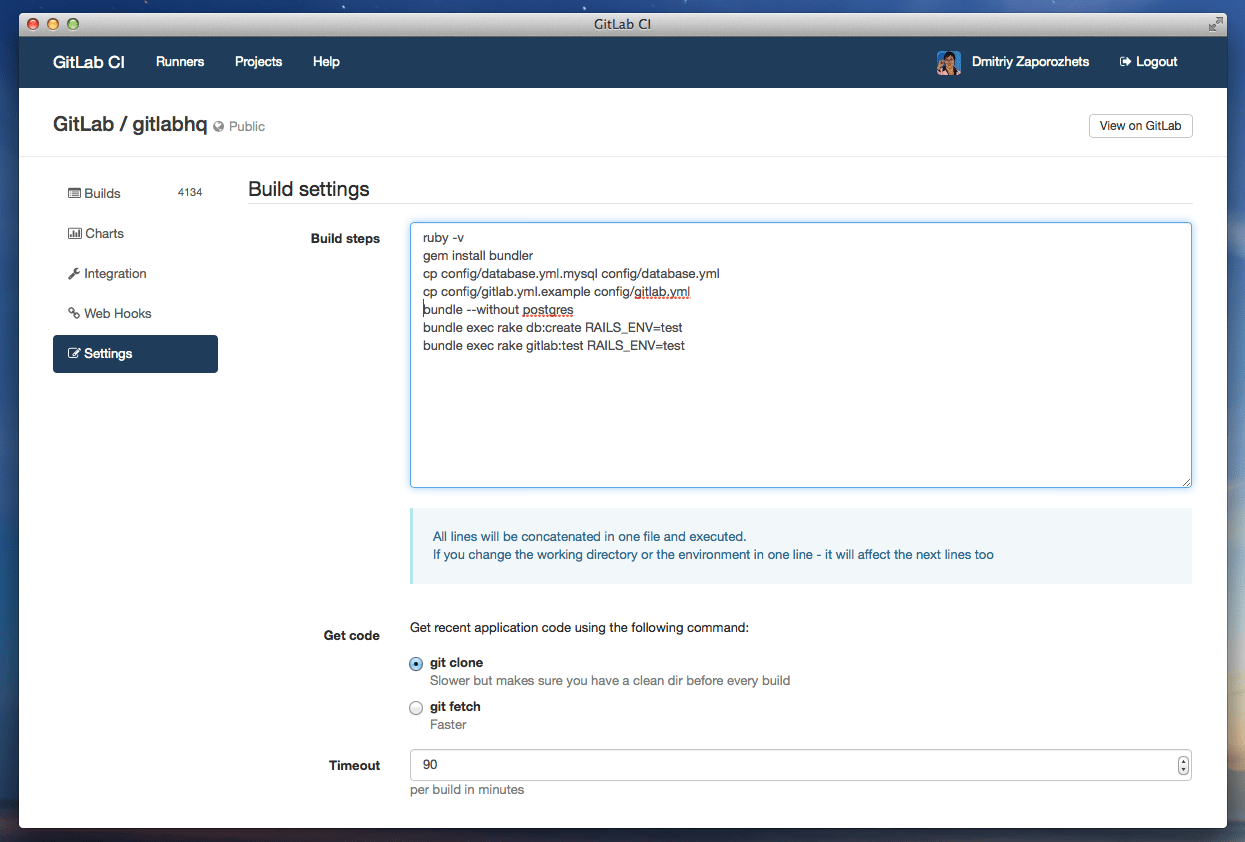 GitLab CI
GitLab CI Runners Projects Help Dmitriy Zaporozhets Logout
GitLab / gitlabhq Public View on GitLab
Builds 4134
Charts
Integration
Web Hooks
Settings
Build settings
Build steps
ruby -v
gem install bundler
cp config/database.yml.mysql config/database.yml
cp config/gitlab.yml.example config/gitlab.yml
bundle --without postgres
bundle exec rake db:create RAILS_ENV=test
bundle exec rake gitlab:test RAILS_ENV=test
All lines will be concatenated in one file and executed.
If you change the working directory or the environment in one line - it will affect the next lines too
Get code
Get recent application code using the following command:
git clone
Slower but makes sure you have a clean dir before every build
git fetch
Faster
Timeout
90
per build in minutes